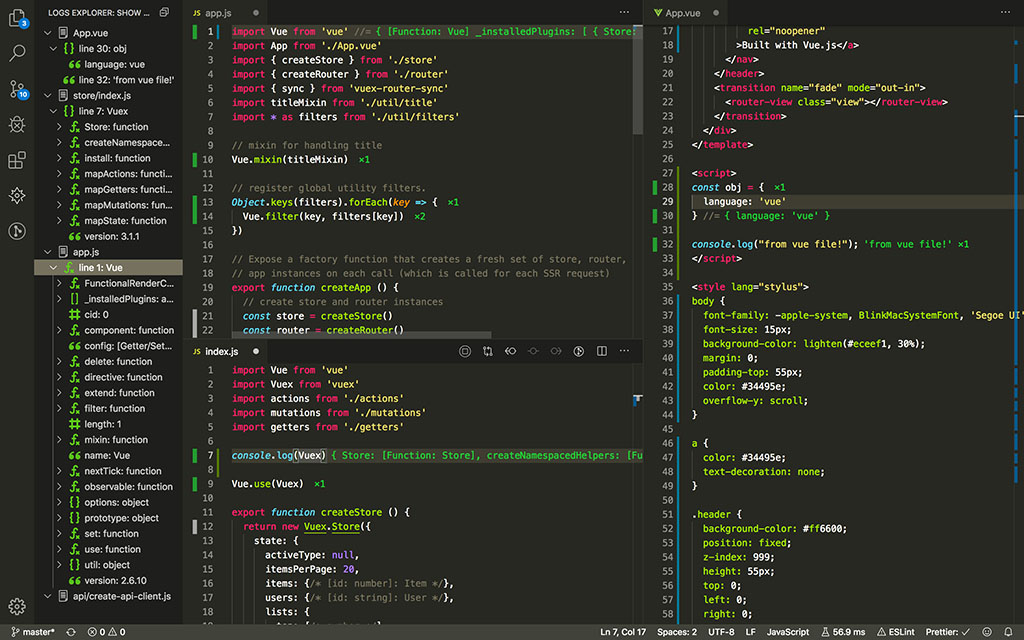 LOGS EXPLORER: SHOW ...
App.vue
line 30: obj
language: vue
line 32: 'from vue file!'
store/index.js
line 7: Vuex
Store: function
createNamespace...
install: function
mapActions: functi...
mapGetters: functi...
mapMutations: fun...
mapState: function
version: 3.1.1
app.js
line 1: Vue
FunctionalRenderC...
_installedPlugins: a...
cid: 0
component: function
config: [Getter/Set...
delete: function
directive: function
extend: function
filter: function
length: 1
mixin: function
name: Vue
nextTick: function
observable: function
options: object
prototype: object
set: function
use: function
util: object
version: 2.6.10
api/create-api-client.js
3
10
JS app.js
1 import Vue from 'vue' //= { [Function: Vue] _installedPlugins: [ { Store:
2 import App from './App.vue'
3 import { createStore } from './store'
4 import { createRouter } from './router'
5 import { sync } from 'vuex-router-sync'
6 import titleMixin from './util/title'
7 import * as filters from './util/filters'
8
9 // mixin for handling title
10 Vue.mixin(titleMixin) ×1
11
12 // register global utility filters.
13 Object.keys(filters).forEach(key => { ×1
14 Vue.filter(key, filters[key]) ×2
15 })
16
17 // Expose a factory function that creates a fresh set of store, router,
18 // app instances on each call (which is called for each SSR request)
19 export function createApp () {
20 // create store and router instances
21 const store = createStore()
22 const router = createRouter()
JS index.js
1 import Vue from 'vue'
2 import Vuex from 'vuex'
3 import actions from './actions'
4 import mutations from './mutations'
5 import getters from './getters'
6
7 console.log(Vuex) { Store: [Function: Store], createNamespacedHelpers: [Fu
8
9 Vue.use(Vuex) ×1
10
11 export function createStore () {
12 return new Vuex.Store({
13 state: {
14 activeType: null,
15 itemsPerPage: 20,
16 items: {/* [id: number]: Item */},
17 users: {/* [id: string]: User */},
18 lists: {
App.vue
17 rel="noopener"
18 >Built with Vue.js</a>
19 </nav>
20 </header>
21 <transition name="fade" mode="out-in">
22 <router-view class="view"></router-view>
23 </transition>
24 </div>
25 </template>
26
27 <script>
28 const obj = { ×1
29 language: 'vue'
30 } //= { language: 'vue' }
31
32 console.log("from vue file!"); 'from vue file!' ×1
33 </script>
34
35 <style lang="stylus">
36 body {
37 font-family: -apple-system, BlinkMacSystemFont, 'Segoe UI'
38 font-size: 15px;
39 background-color: lighten(#eceef1, 30%);
40 margin: 0;
41 padding-top: 55px;
42 color: #34495e;
43 overflow-y: scroll;
44 }
45
46 a {
47 color: #34495e;
48 text-decoration: none;
49 }
50
51 .header {
52 background-color: #ff6600;
53 position: fixed;
54 z-index: 999;
55 height: 55px;
56 top: 0;
57 left: 0;
58 right: 0;
master* 0 0 Ln 7, Col 17 Spaces: 2 UTF-8 LF JavaScript 56.9 ms ESLint Prettier: ✓